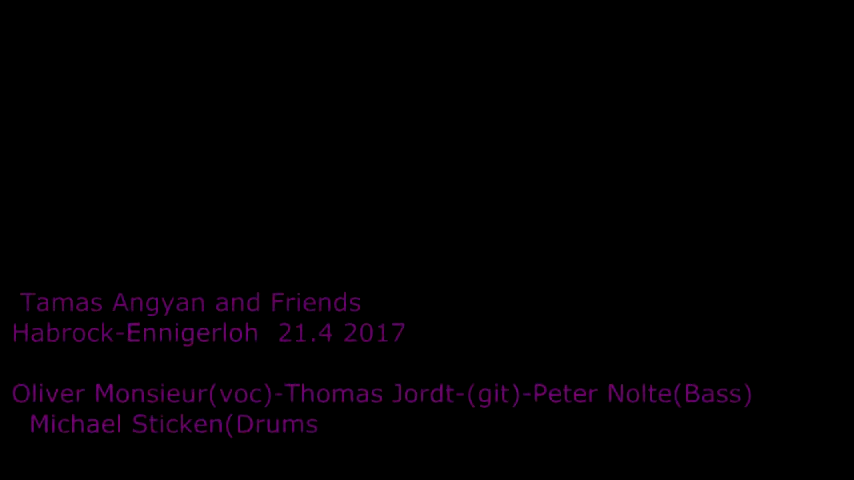 Tamas Angyan and Friends
Habrock-Ennigerloh 21.4 2017
Oliver Monsieur(voc)-Thomas Jordt-(git)-Peter Nolte(Bass)
Michael Sticken(Drums